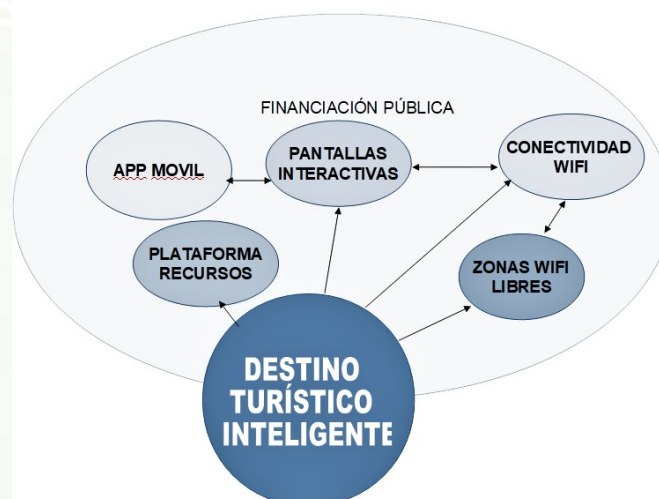 FINANCIACIÓN PÚBLICA
APP MOVIL
PANTALLAS
INTERACTIVAS
CONECTIVIDAD
WIFI
PLATAFORMA
RECURSOS
ZONAS WIFI
LIBRES
DESTINO
TURÍSTICO
INTELIGENTE